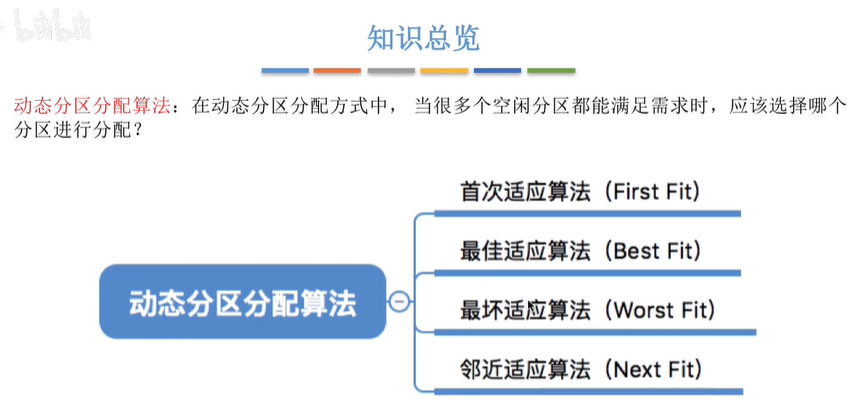 bilibili
知识总览
动态分区分配算法：在动态分区分配方式中， 当很多个空闲分区都能满足需求时，应该选择哪个
分区进行分配？
首次适应算法（First Fit）
最佳适应算法（Best Fit）
动态分区分配算法
最坏适应算法（Worst Fit）
邻近适应算法（Next Fit）